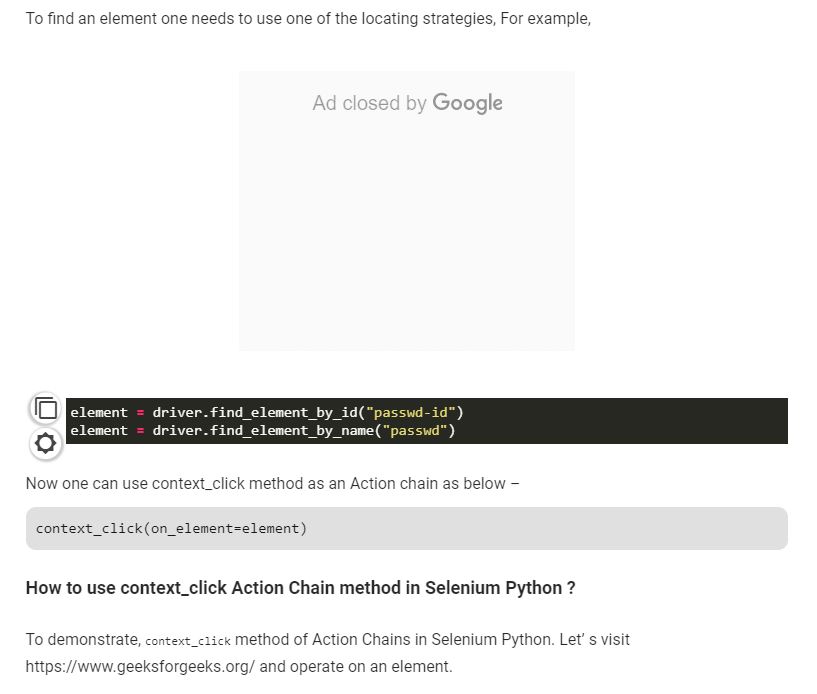 To find an element one needs to use one of the locating strategies, For example,
Ad closed by Google
element = driver.find_element_by_id("passwd-id")
element = driver.find_element_by_name("passwd")
Now one can use context_click method as an Action chain as below –
context_click(on_element=element)
How to use context_click Action Chain method in Selenium Python ?
To demonstrate, context_click method of Action Chains in Selenium Python. Let’ s visit
https://www.geeksforgeeks.org/ and operate on an element.